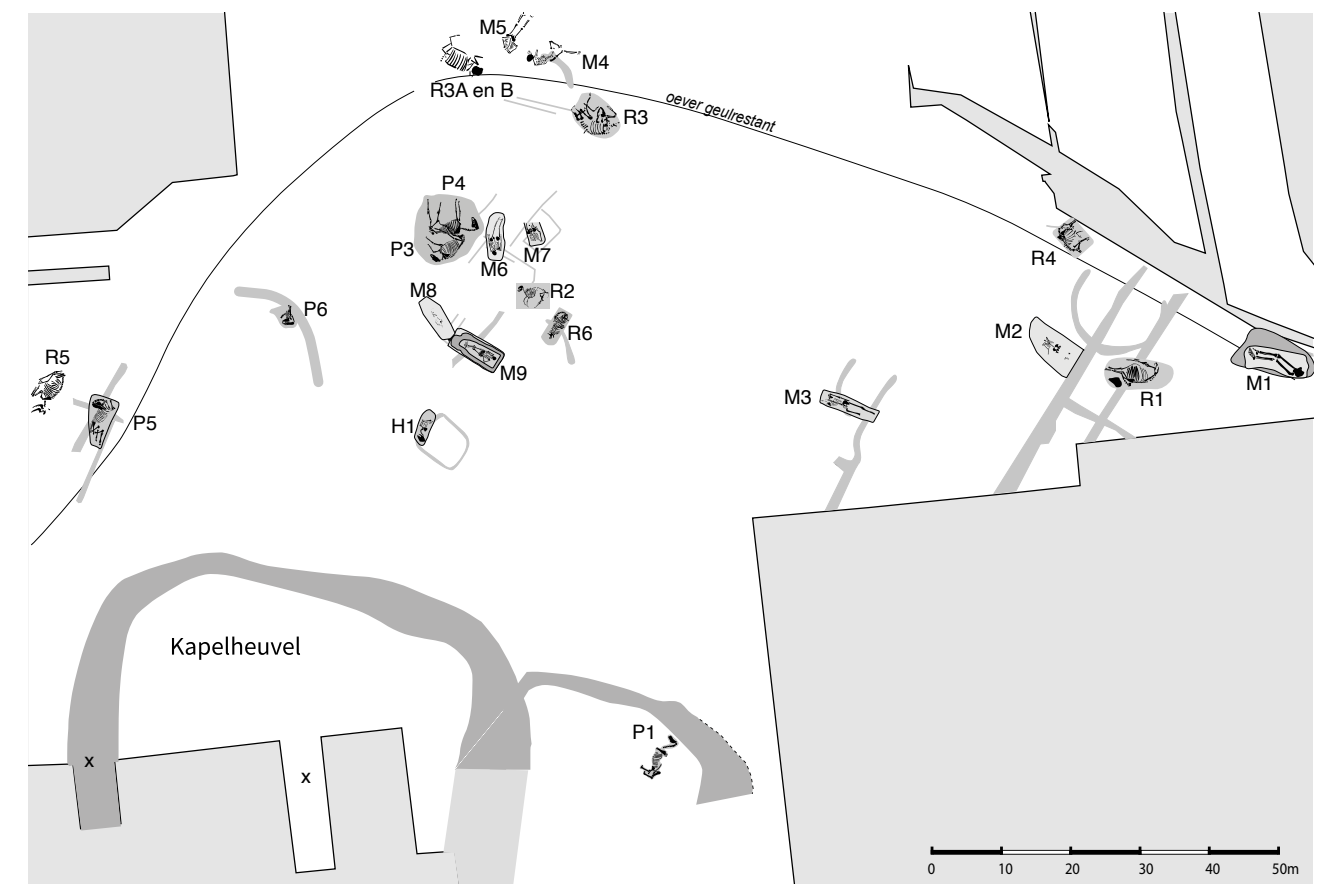 M5
M4
R3A en B
oever geulrestant
R3
P4
P3
M6
M7
R4
M8
R2
P6
R6
M2
R5
M9
M1
R1
M3
P5
H1
Kapelheuvel
P1
x
x
0 10 20 30 40 50m